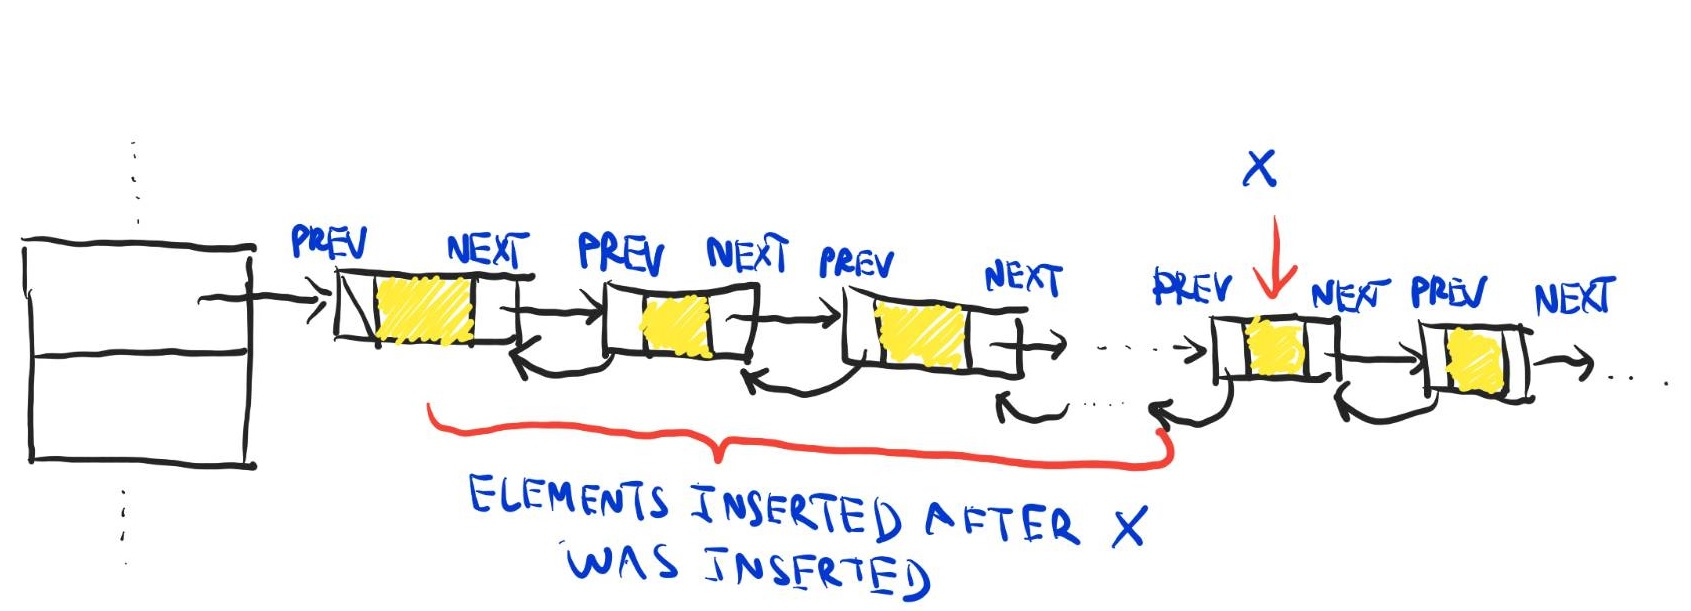 X
PREV NEXT PREV NEXT PREV NEXT PREV NEXT PREV NEXT
ELEMENTS INSERTED AFTER X
WAS INSERTED